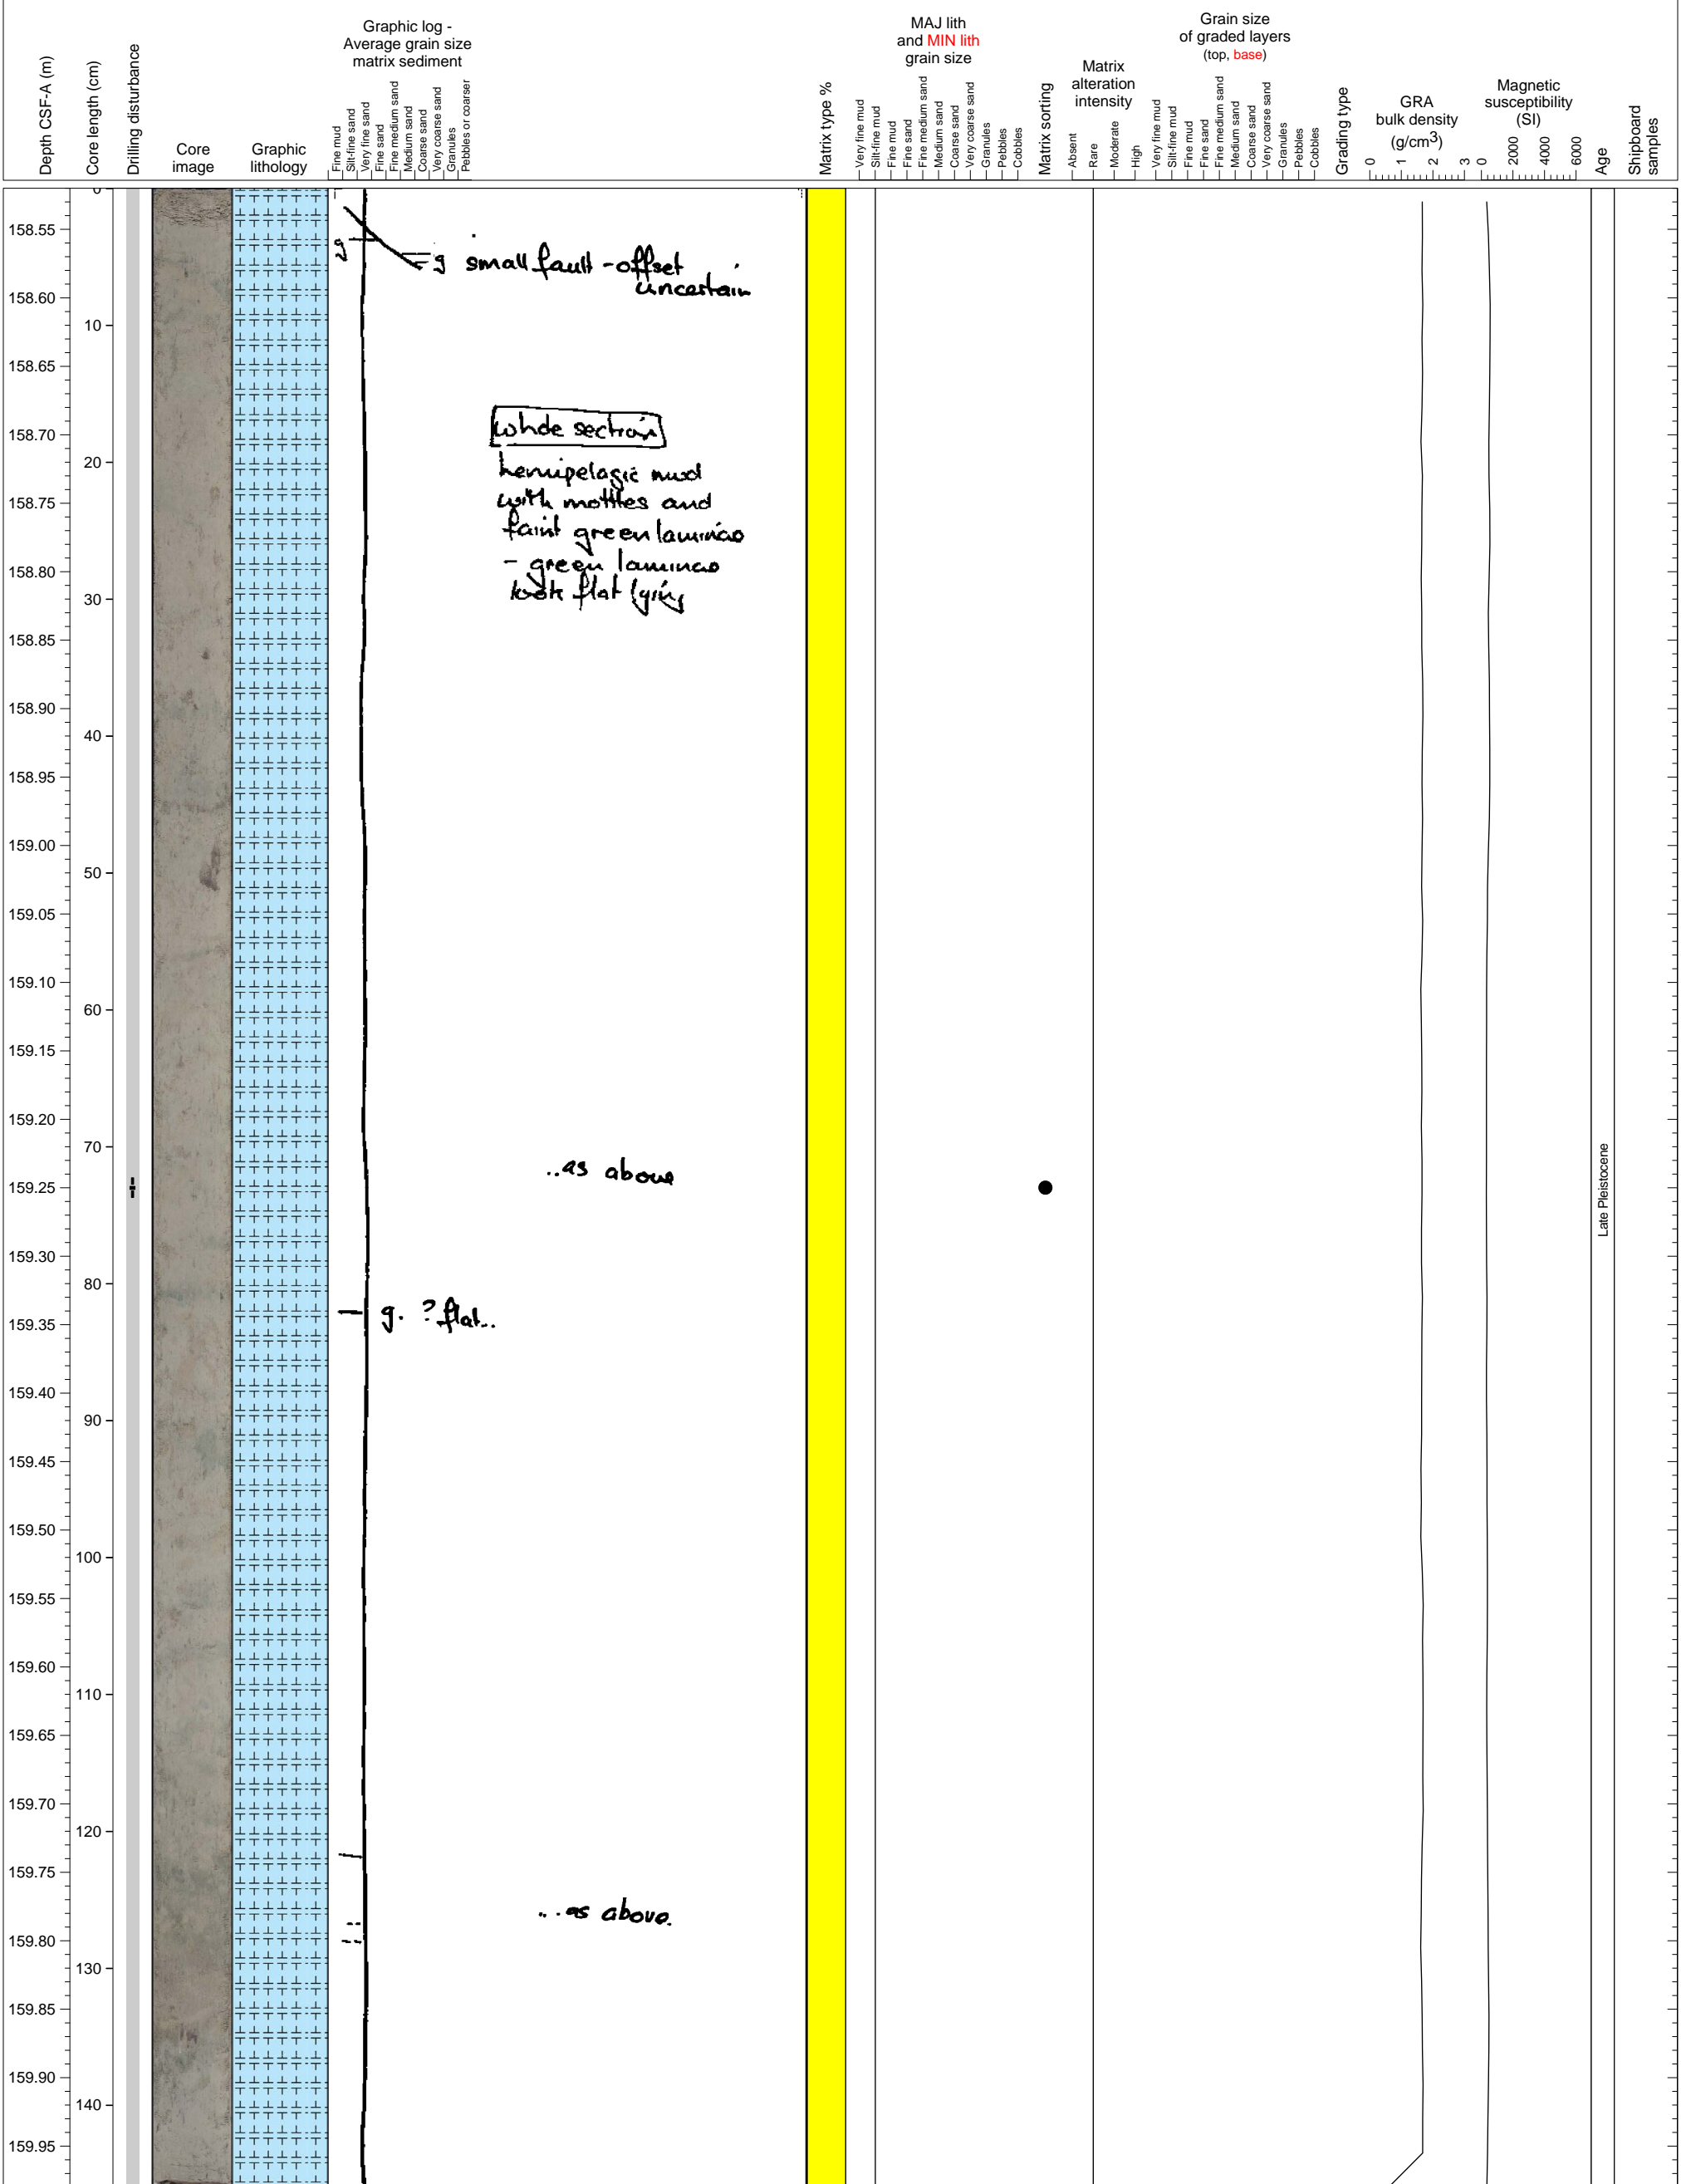 Depth CSF-A (m)
Core length (cm)
Drilling disturbance
Core
image
Graphic
lithology
Graphic log -
Average grain size
matrix sediment
Fine mud
Silt-fine sand
Very fine sand
Fine sand
Fine medium sand
Medium sand
Coarse sand
Very coarse sand
Granules
Pebbles or coarser
Matrix type %
MAJ lith
and MIN lith
grain size
Very fine mud
Silt-fine mud
Fine mud
Fine sand
Fine medium sand
Medium sand
Coarse sand
Very coarse sand
Granules
Pebbles
Cobbles
Matrix sorting
Matrix
alteration
intensity
Absent
Rare
Moderate
High
Grain size
of graded layers
(top, base)
Very fine mud
Silt-fine mud
Fine mud
Fine sand
Fine medium sand
Medium sand
Coarse sand
Very coarse sand
Granules
Pebbles
Cobbles
Grading type
GRA
bulk density
(g/cm3)
0 1 2 3
Magnetic
susceptibility
(SI)
0 2000 4000 6000
Age
Shipboard
samples
0
158.55
g
g small fault - offset
uncertain
158.60
10
158.65
158.70
whole section
20
hemipelagic mud
158.75
with mottles and
faint green laminae
- green laminae
158.80
look flat lying
30
158.85
158.90
40
158.95
159.00
50
159.05
159.10
60
159.15
159.20
70
..as above
159.25
Late Pleistocene
159.30
80
g. ? flat..
159.35
159.40
90
159.45
159.50
100
159.55
159.60
110
159.65
159.70
120
159.75
...as above.
159.80
130
159.85
159.90
140
159.95